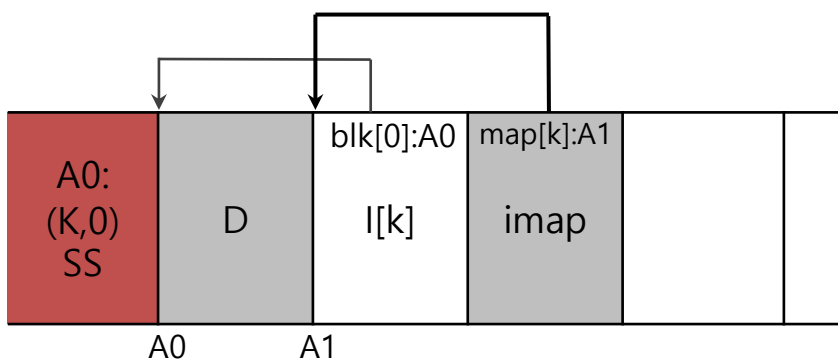 blk[0]:A0
map[k]:A1
A0:
(K,0)
SS
D
I[k]
imap
A0
A1